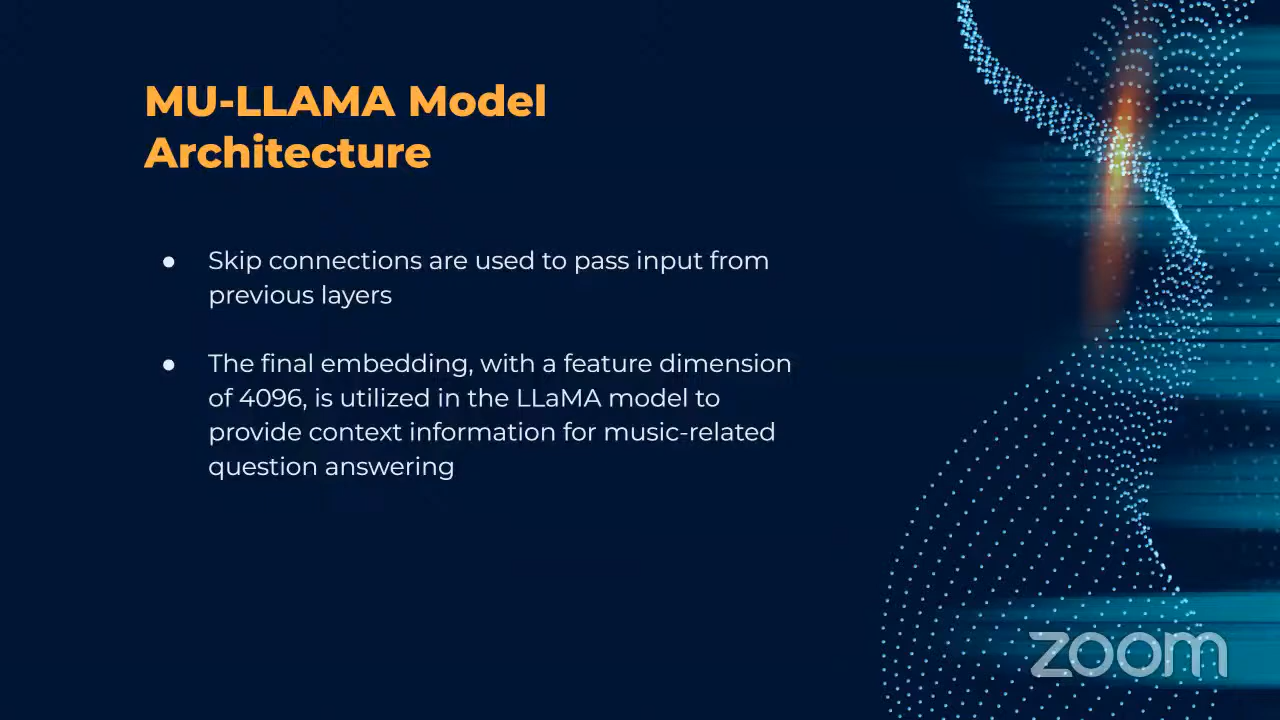 MU-LLAMA Model
Architecture
● Skip connections are used to pass input from
previous layers
● The final embedding, with a feature dimension
of 4096, is utilized in the LLaMA model to
provide context information for music-related
question answering
zoom